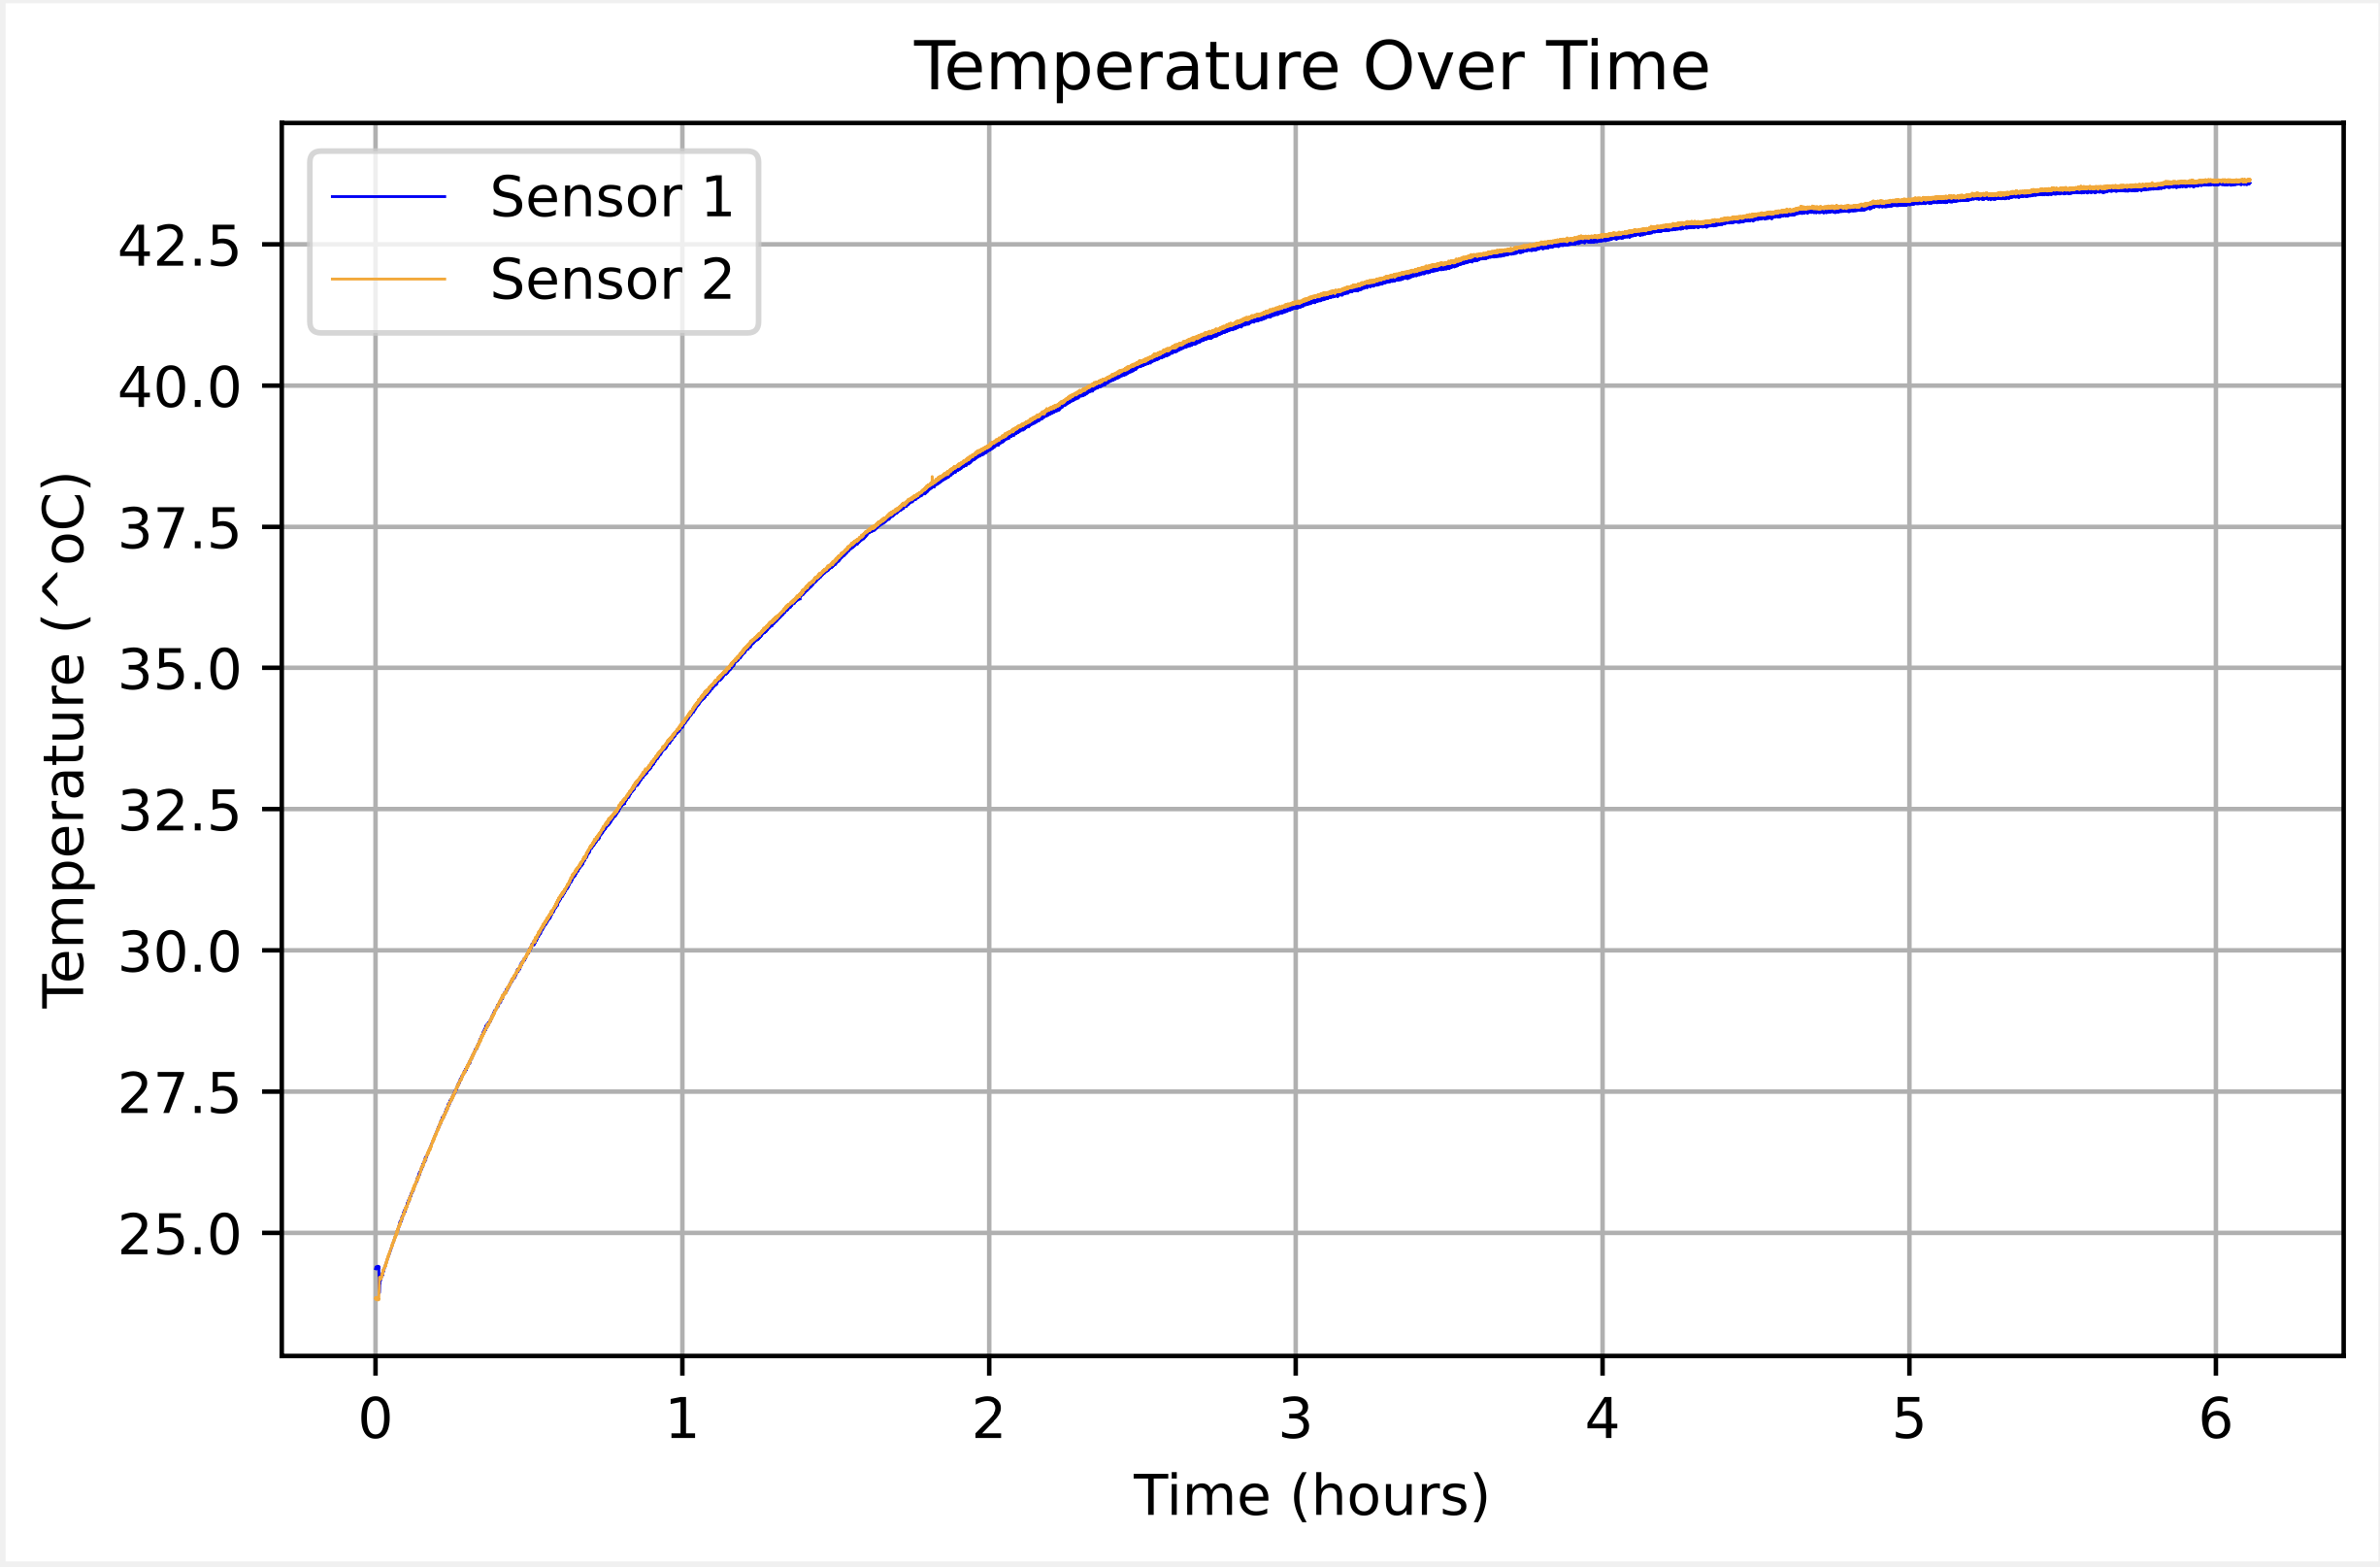 Temperature Over Time
Sensor 1
Sensor 2
Temperature (^oC)
42.5
40.0
37.5
35.0
32.5
30.0
27.5
25.0
0 1 2 3 4 5 6
Time (hours)